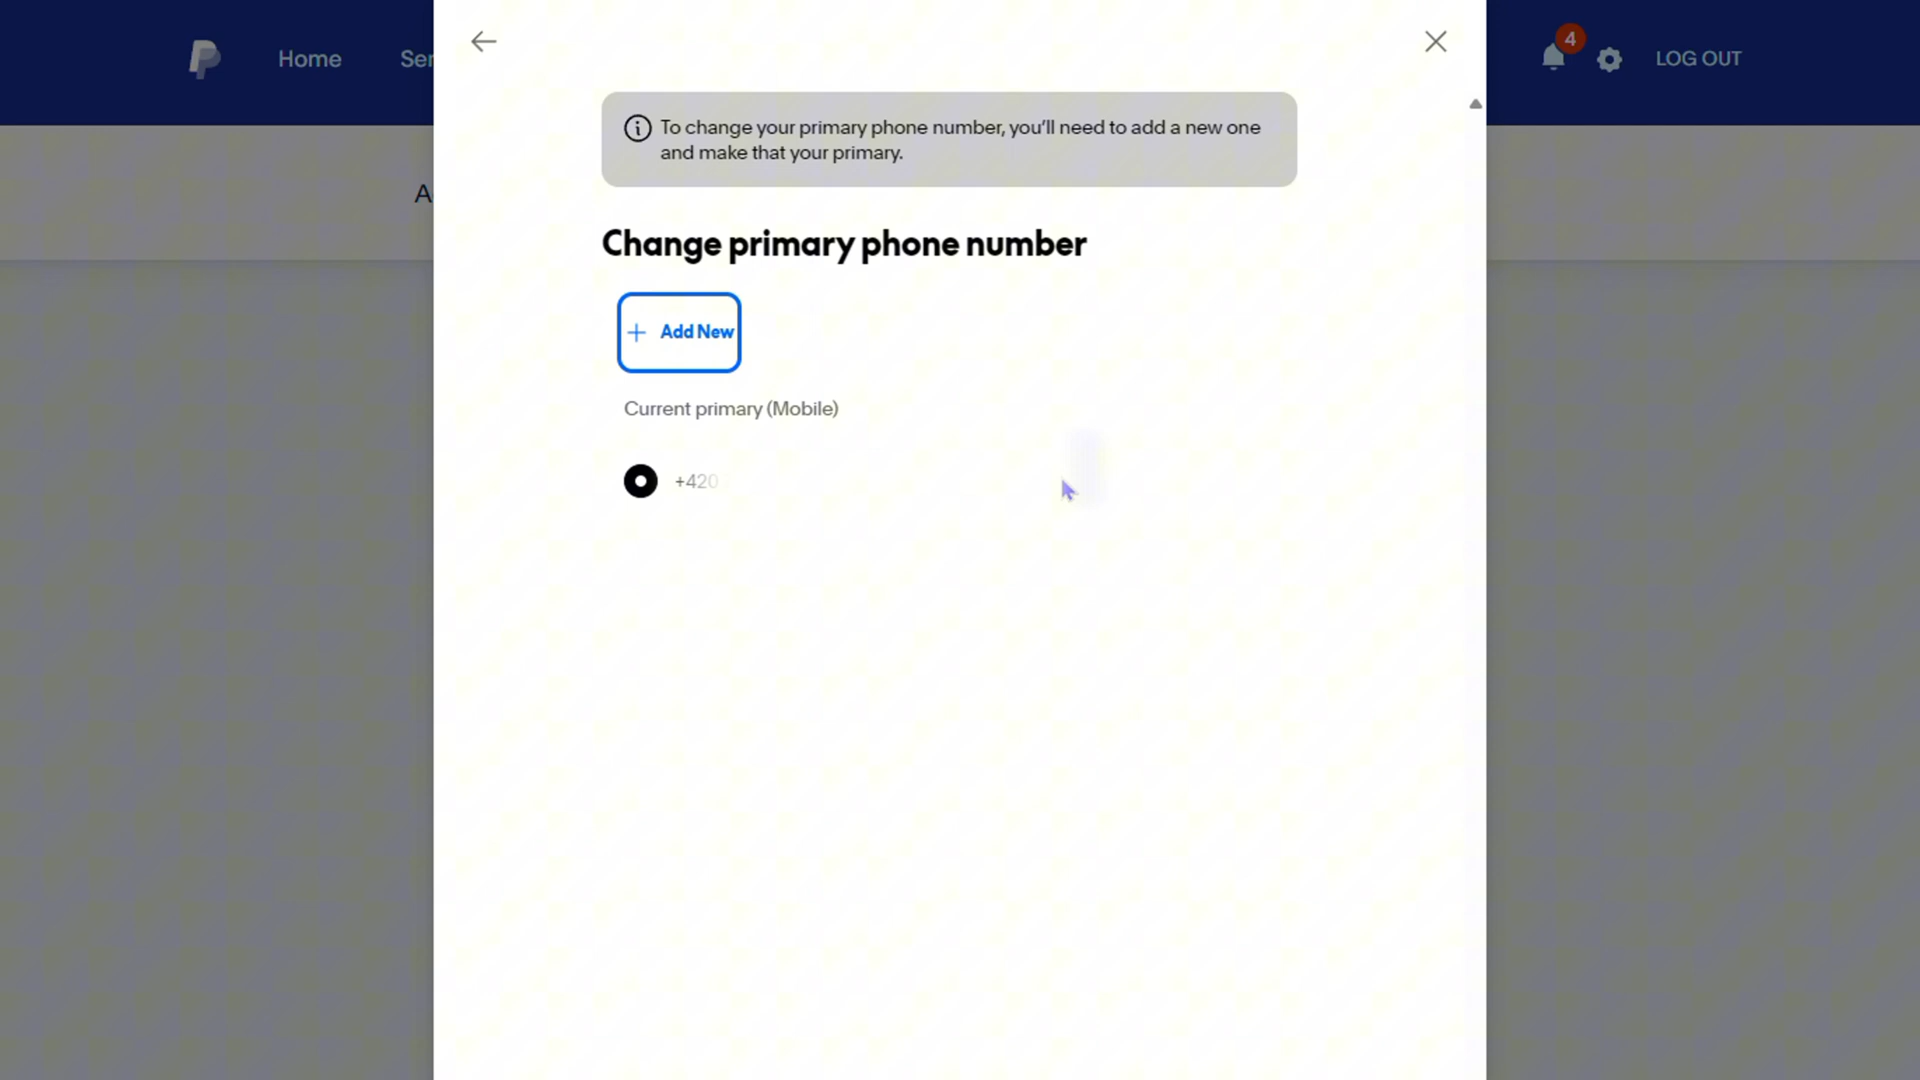 Home
LOG OUT
4
To change your primary phone number, you’ll need to add a new one
and make that your primary.
Change primary phone number
+ Add New
Current primary (Mobile)
+420